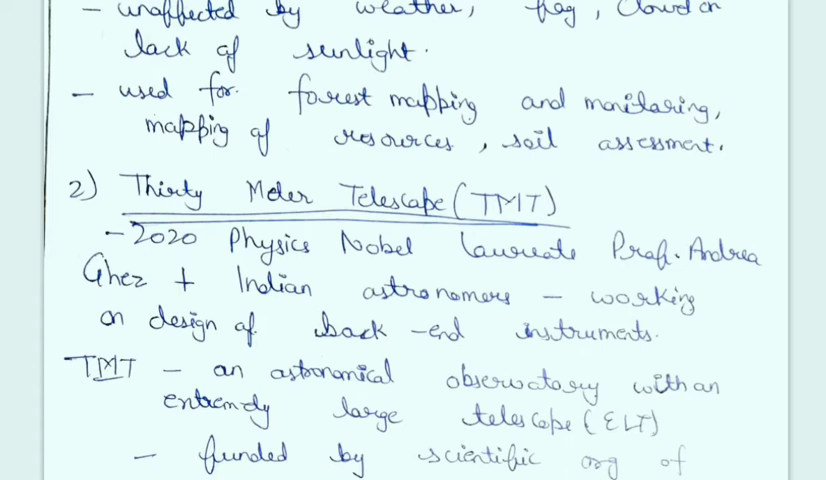 - unaffected by weather, fog, cloud or
lack of sunlight.
- used for forest mapping and monitoring,
mapping of resources, soil assessment.
2) Thirty Meter Telescope (TMT)
- 2020 Physics Nobel laureate Prof. Andrea
Ghez + Indian astronomers - working
on design of back-end instruments.
TMT - an astronomical observatory with an
extremely large telescope (ELT)
- funded by scientific org of